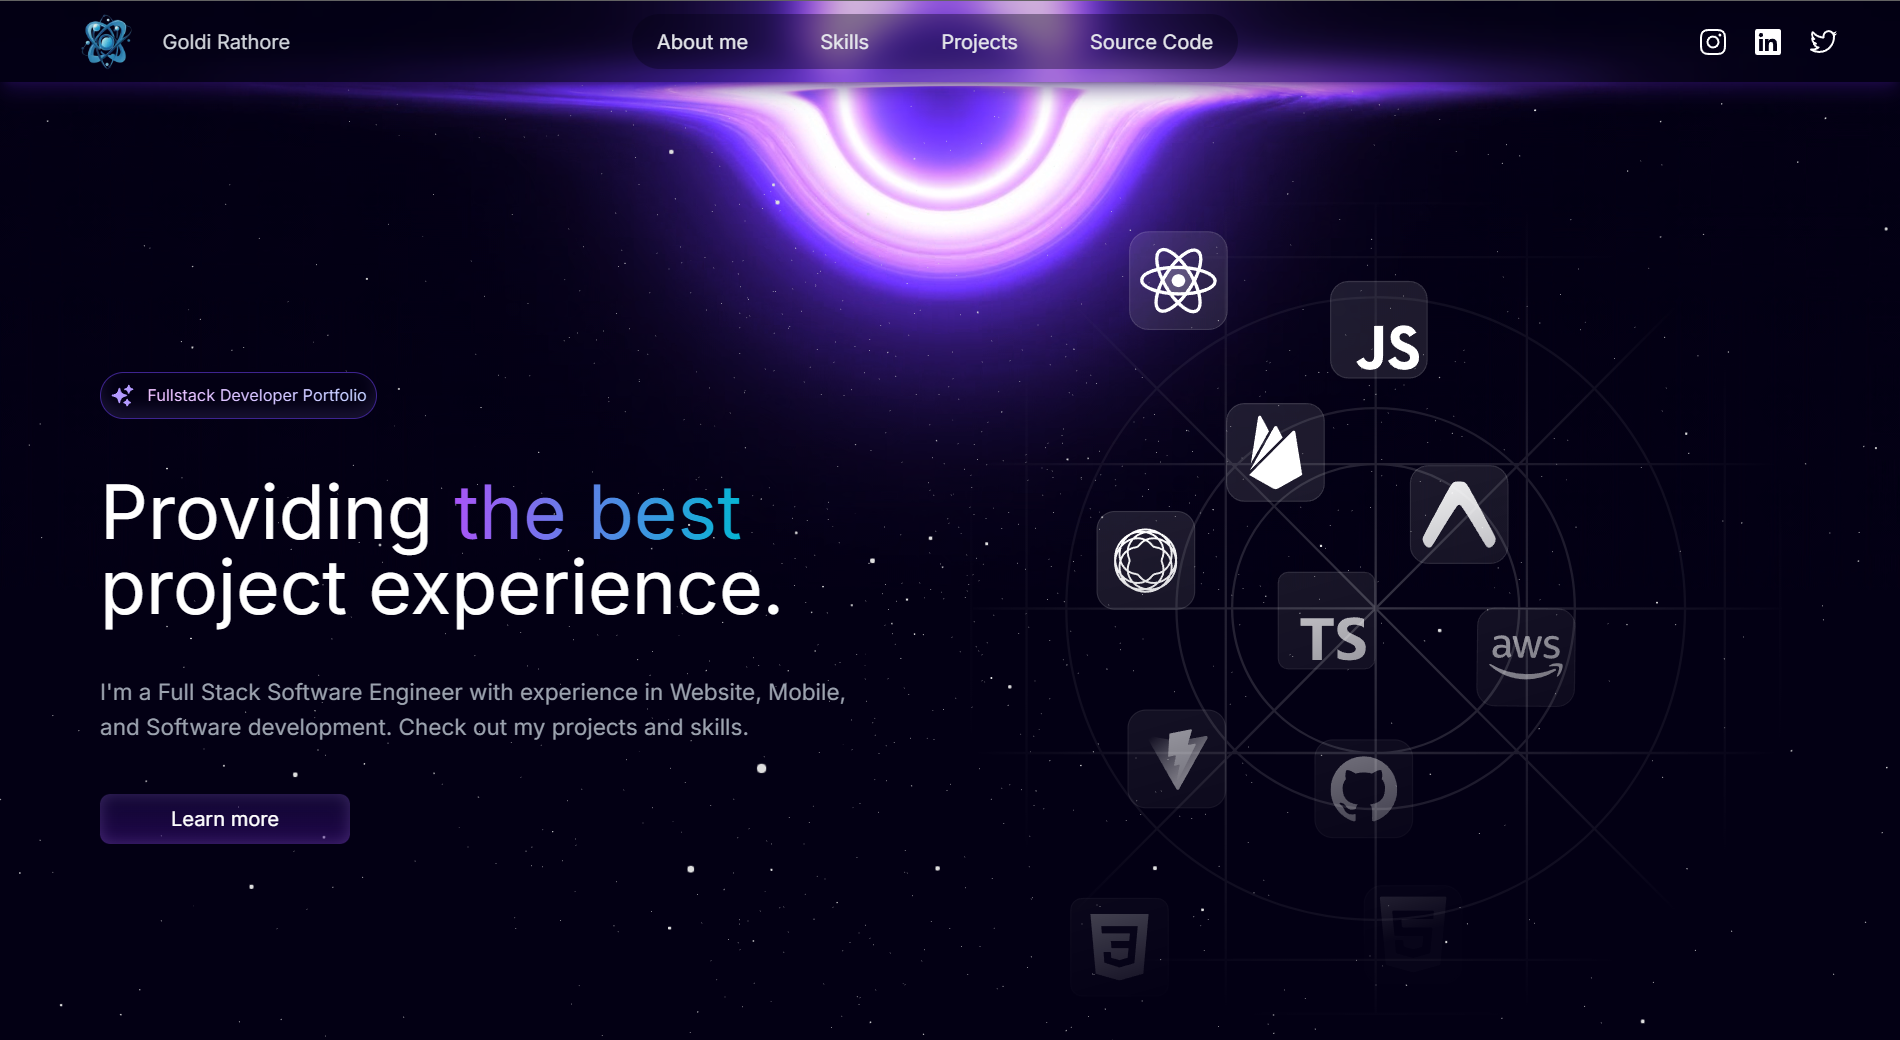 Goldi Rathore
About me
Skills
Projects
Source Code
Fullstack Developer Portfolio
Providing the best
project experience.
I'm a Full Stack Software Engineer with experience in Website, Mobile,
and Software development. Check out my projects and skills.
Learn more
JS
TS
aws
3
5